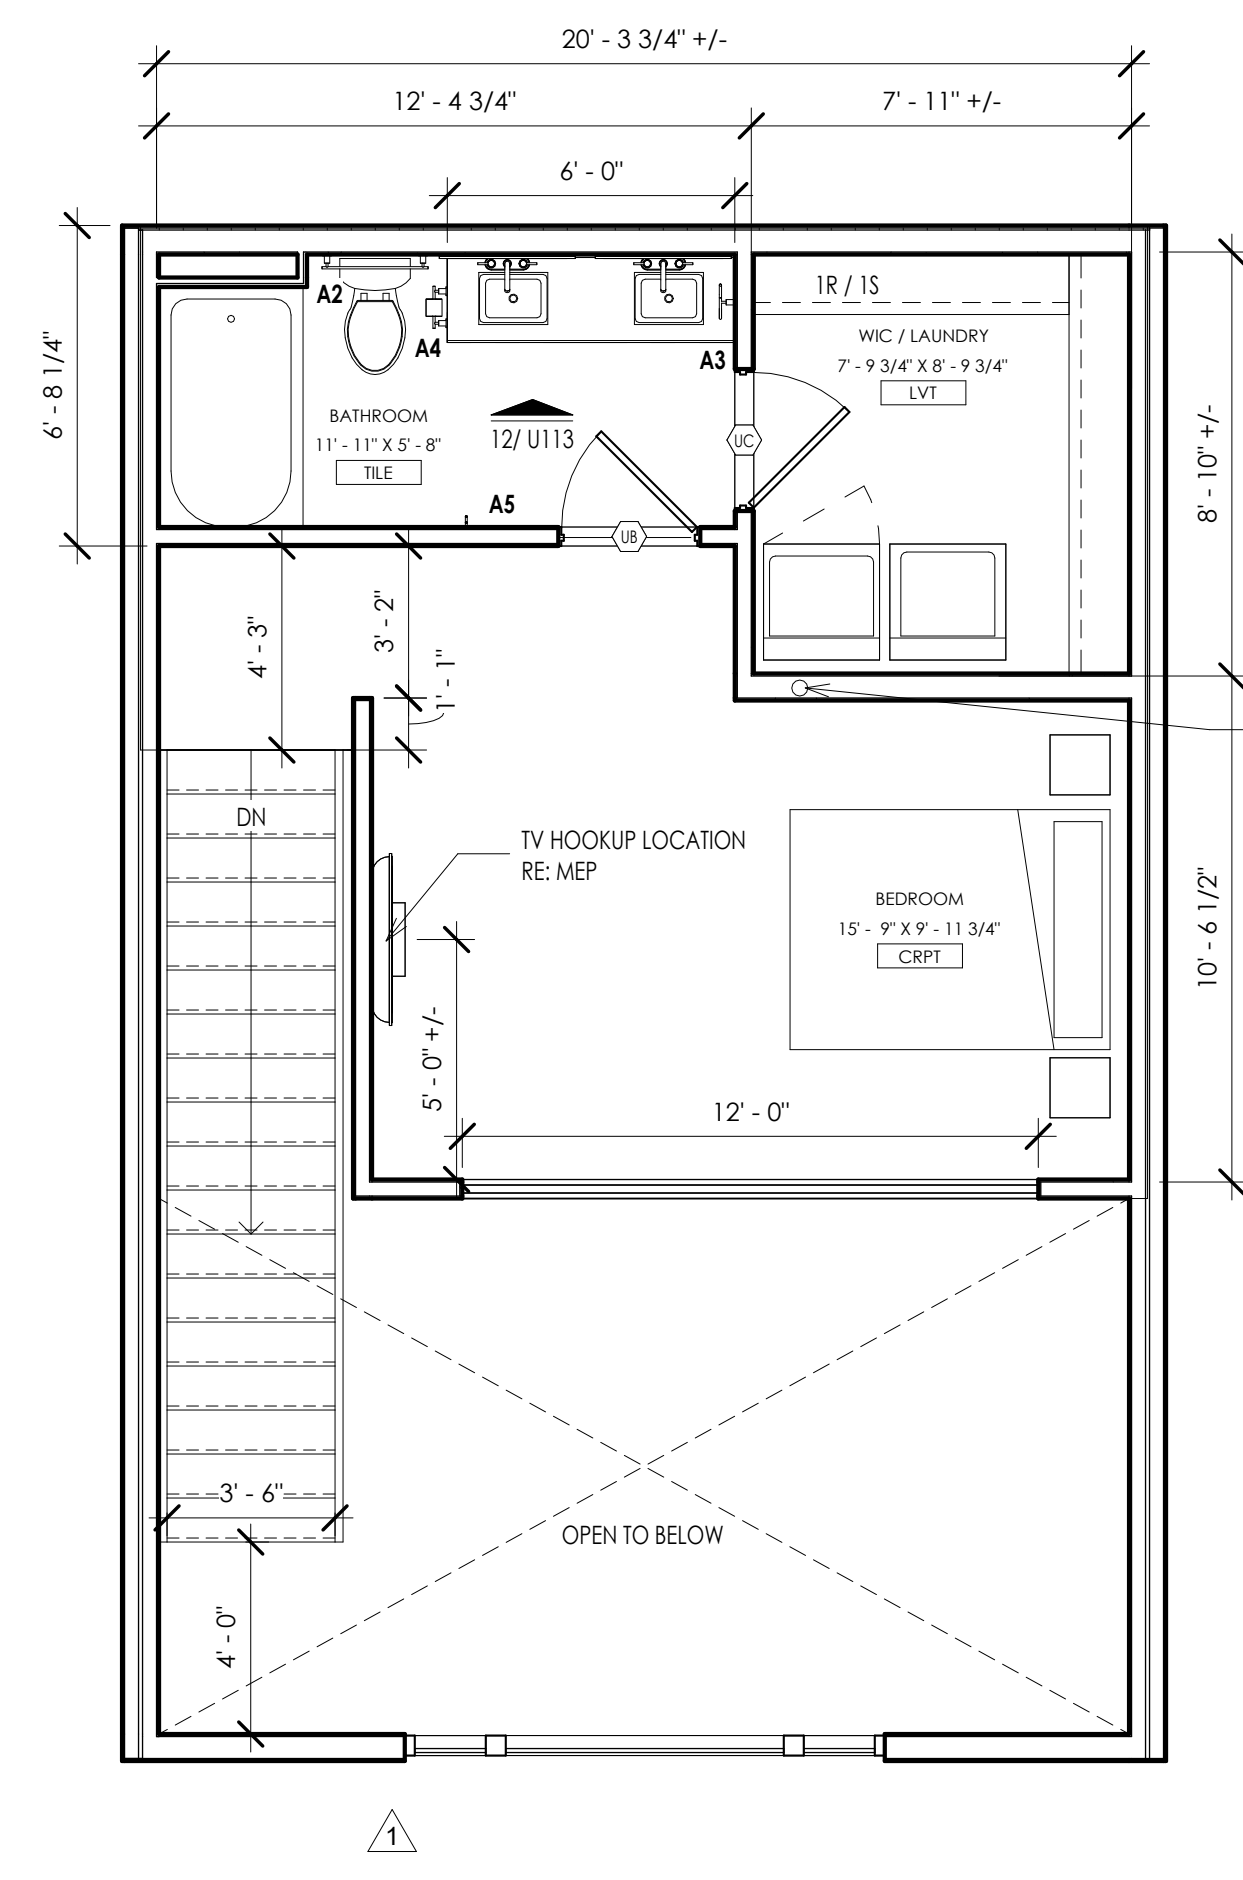 20' - 3 3/4" +/-
12' - 4 3/4"
7' - 11" +/-
6' - 0"
6' - 8 1/4"
8' - 10" +/-
A2
A4
A3
1R / 1S
WIC / LAUNDRY
7' - 9 3/4" X 8' - 9 3/4"
LVT
BATHROOM
11' - 11" X 5' - 8"
TILE
12/ U113
UC
A5
UB
4' - 3"
3' - 2"
1' - 1"
DN
TV HOOKUP LOCATION
RE: MEP
BEDROOM
15' - 9" X 9' - 11 3/4"
CRPT
10' - 6 1/2"
5' - 0" +/-
12' - 0"
3' - 6"
OPEN TO BELOW
4' - 0"
1